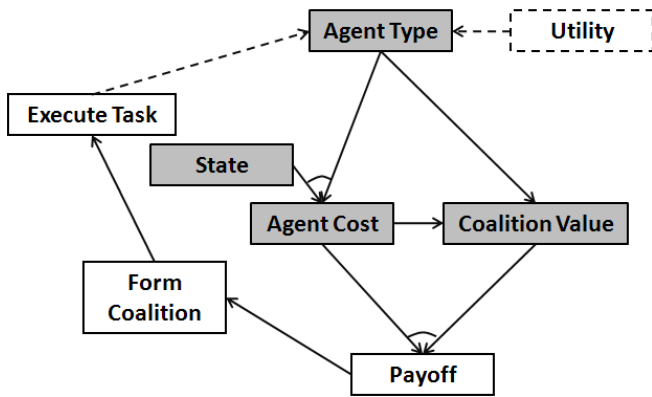 Agent Type
Utility
Execute Task
State
Agent Cost
Coalition Value
Form
Coalition
Payoff